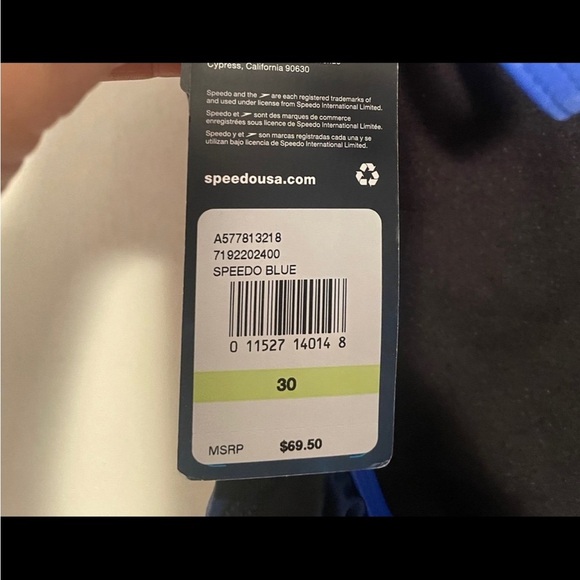 Cypress, California 90630
Speedo and the are each registered trademarks of
and used under license from Speedo International Limited.
Speedo et sont des marques de commerce
enregistrées sous licence de Speedo International Limitée.
Speedo y et son marcas registradas cada una y se
utilizan bajo licencia de Speedo International Limited.
speedousa.com
A577813218
7192202400
SPEEDO BLUE
0 11527 14014 8
30
MSRP $69.50